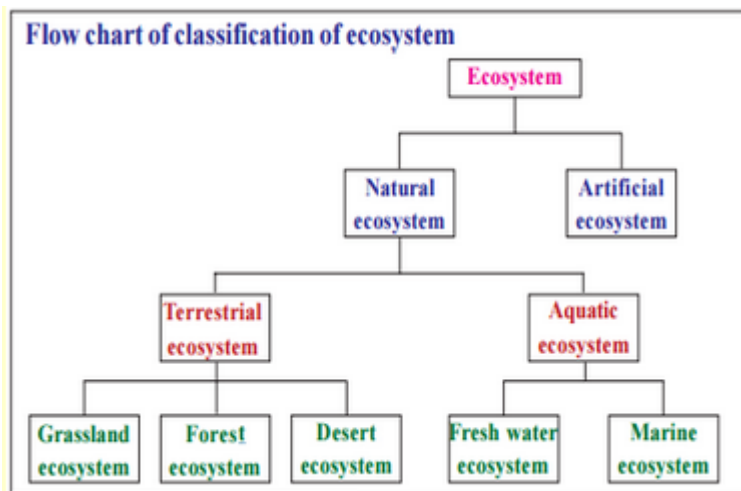 Flow chart of classification of ecosystem
Ecosystem
Natural
ecosystem
Artificial
ecosystem
Terrestrial
ecosystem
Aquatic
ecosystem
Grassland
ecosystem
Forest
ecosystem
Desert
ecosystem
Fresh water
ecosystem
Marine
ecosystem